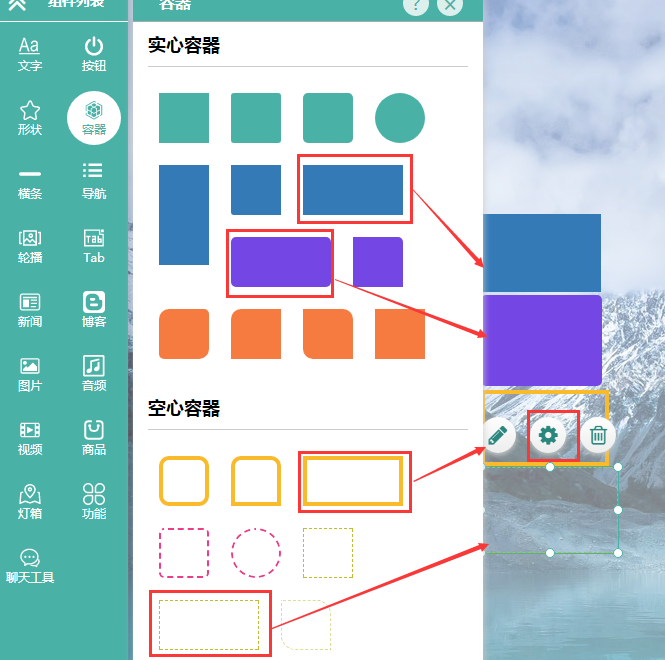 组件列表
容器
?
Aa
文字
按钮
形状
容器
横条
导航
轮播
TAB
Tab
新闻
博客
图片
音频
视频
商品
灯箱
功能
聊天工具
实心容器
空心容器